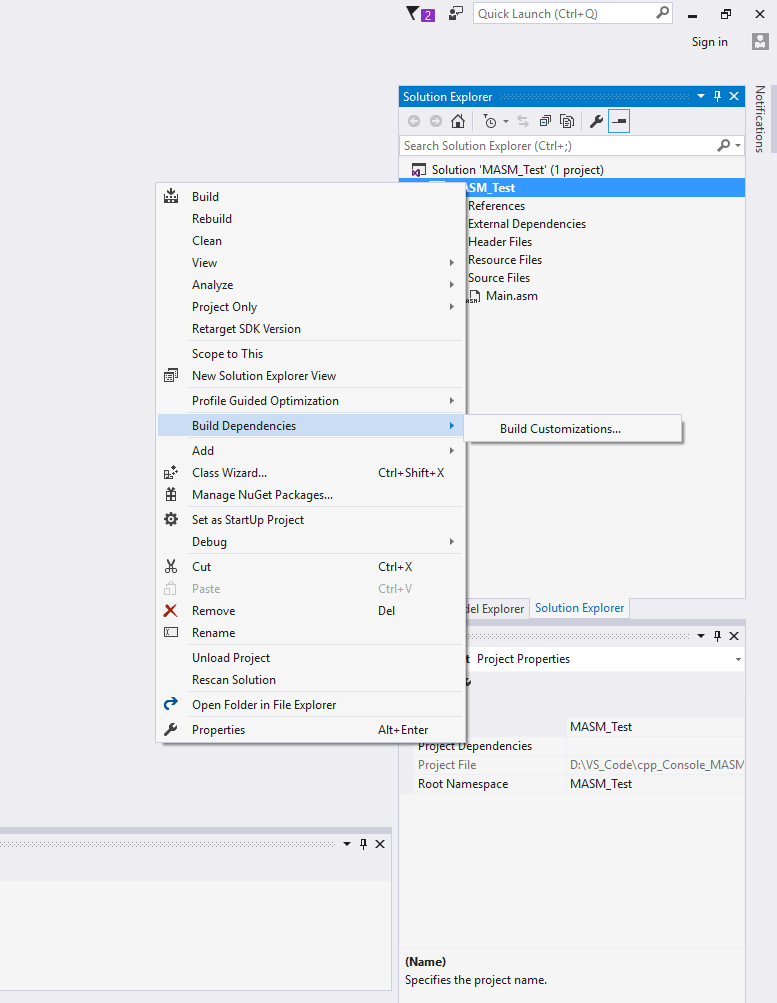 2
Quick Launch (Ctrl+Q)
Sign in
Notifications
Solution Explorer
Search Solution Explorer (Ctrl+;)
Solution 'MASM_Test' (1 project)
SM_Test
References
External Dependencies
Header Files
Resource Files
Source Files
Main.asm
Build
Rebuild
Clean
View
Analyze
Project Only
Retarget SDK Version
Scope to This
New Solution Explorer View
Profile Guided Optimization
Build Dependencies
Build Customizations...
Add
Class Wizard... Ctrl+Shift+X
Manage NuGet Packages...
Set as StartUp Project
Debug
Cut Ctrl+X
Paste Ctrl+V
Remove Del
Rename
Unload Project
Rescan Solution
Open Folder in File Explorer
Properties Alt+Enter
del Explorer Solution Explorer
t Project Properties
MASM_Test
Project Dependencies
Project File D:\VS_Code\cpp_Console_MASM
Root Namespace MASM_Test
(Name)
Specifies the project name.